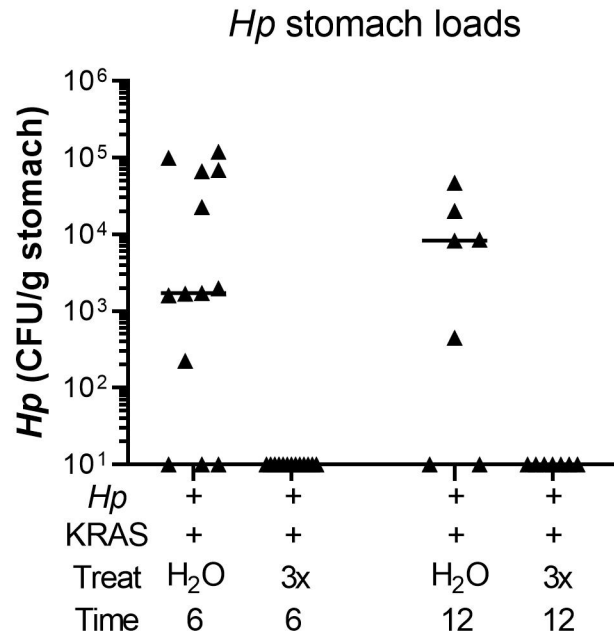 Hp stomach loads
Hp (CFU/g stomach)
10⁶
10⁵
10⁴
10³
10²
10¹
Hp + + + +
KRAS + + + +
Treat H₂O 3x H₂O 3x
Time 6 6 12 12